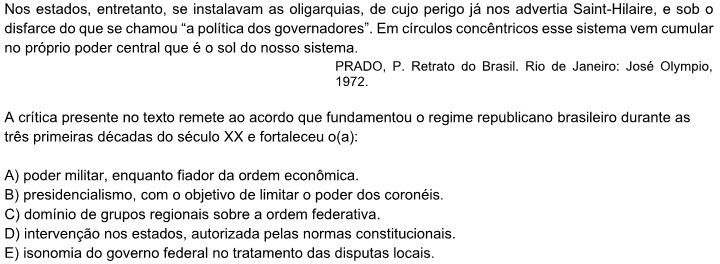 Nos estados, entretanto, se instalavam as oligarquias, de cujo perigo já nos advertia Saint-Hilaire, e sob o
disfarce do que se chamou “a política dos governadores”. Em círculos concêntricos esse sistema vem cumular
no próprio poder central que é o sol do nosso sistema.
PRADO, P. Retrato do Brasil. Rio de Janeiro: José Olympio,
1972.
A crítica presente no texto remete ao acordo que fundamentou o regime republicano brasileiro durante as
três primeiras décadas do século XX e fortaleceu o(a):
A) poder militar, enquanto fiador da ordem econômica.
B) presidencialismo, com o objetivo de limitar o poder dos coronéis.
C) domínio de grupos regionais sobre a ordem federativa.
D) intervenção nos estados, autorizada pelas normas constitucionais.
E) isonomia do governo federal no tratamento das disputas locais.